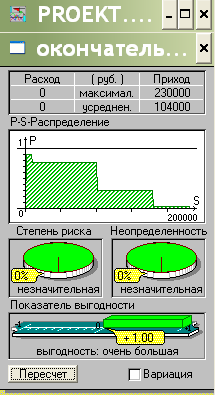 PROEKT...
окончатель...
Расход (руб.) Приход
0 максимал. 230000
0 усреднен. 104000
P-S-Распределение
P
1
S
0
200000
Степень риска Неопределенность
0% 0%
незначительная незначительная
Показатель выгодности
+ 1.00
выгодность: очень большая
Пересчет Вариация